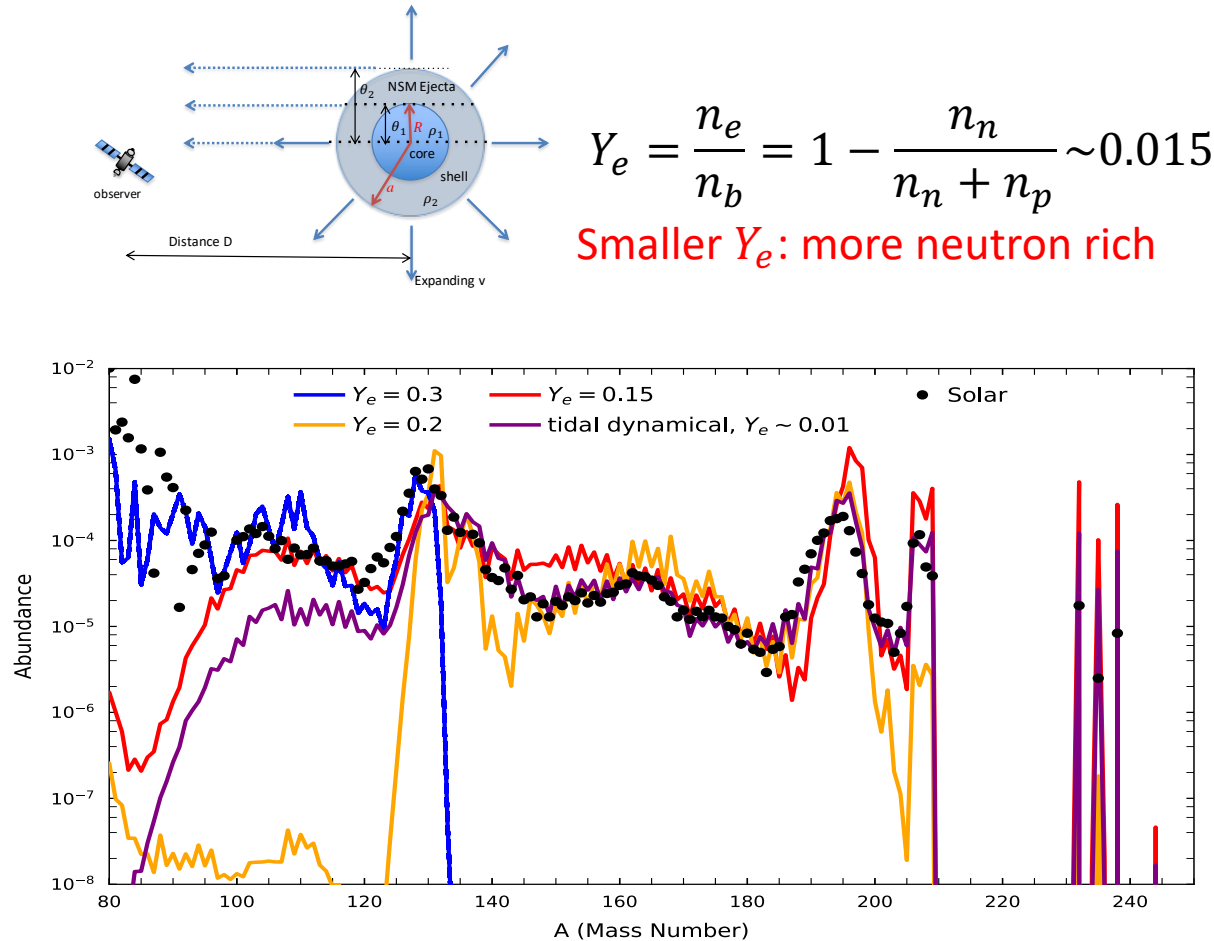 NSM Ejecta
θ₂
θ₁
R
ρ₁
core
shell
a
ρ₂
observer
Distance D
Expanding v
Y_e = n_e/n_b = 1 − n_n/(n_n + n_p) ~0.015
Smaller Y_e: more neutron rich
Y_e = 0.3
Y_e = 0.2
Y_e = 0.15
tidal dynamical, Y_e ~ 0.01
Solar
Abundance
10⁻²
10⁻³
10⁻⁴
10⁻⁵
10⁻⁶
10⁻⁷
10⁻⁸
80 100 120 140 160 180 200 220 240
A (Mass Number)